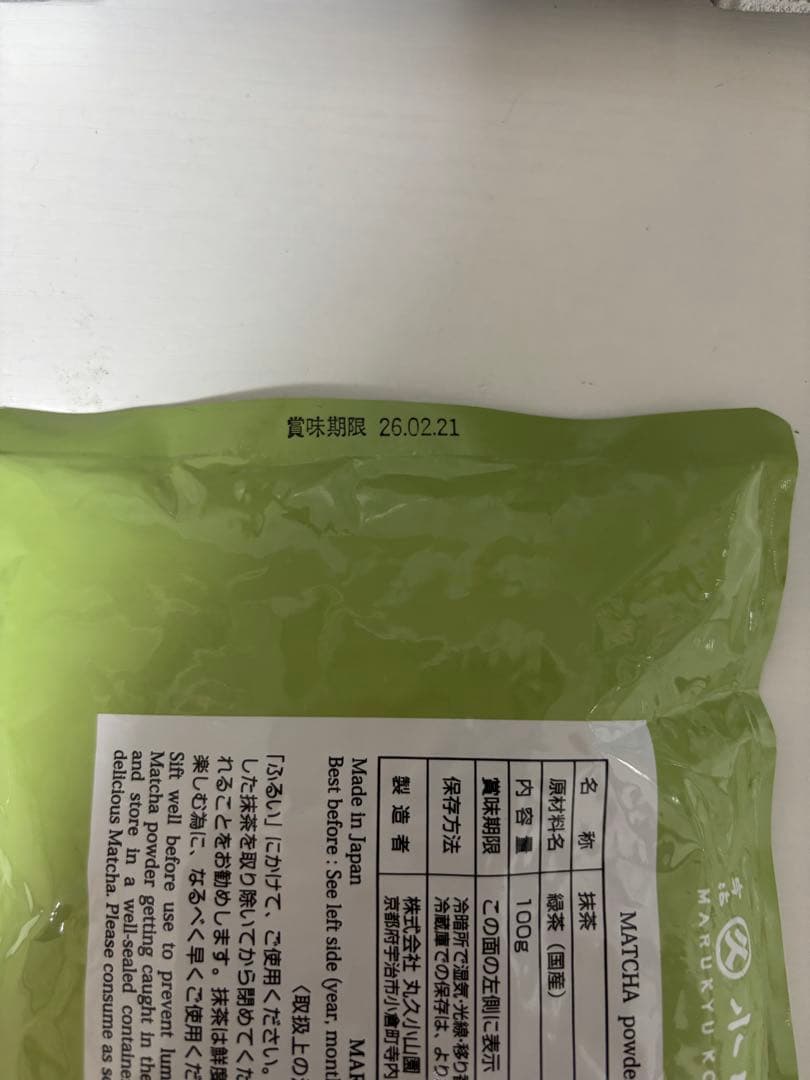 賞味期限 26.02.21
宇治
MARUKYU KO
MATCHA powde
名 称 抹茶
原材料名 緑茶（国産）
内容量 100g
賞味期限 この面の左側に表示
保存方法 冷暗所で湿気・光線・移り香
冷蔵庫での保存は、より
製造者 株式会社 丸久小山園
京都府宇治市小倉町寺内
MAR
Made in Japan
Best before : See left side (year, mont
〈取扱上の
「ふるい」にかけて、ご使用ください。
した抹茶を取り除いてから閉めてくだ
れることをお勧めします。抹茶は鮮度
楽しむ為に、なるべく早くご使用くだ
Sift well before use to prevent lum
Matcha powder getting caught in the
and store in a well-sealed containe
delicious Matcha. Please consume as s